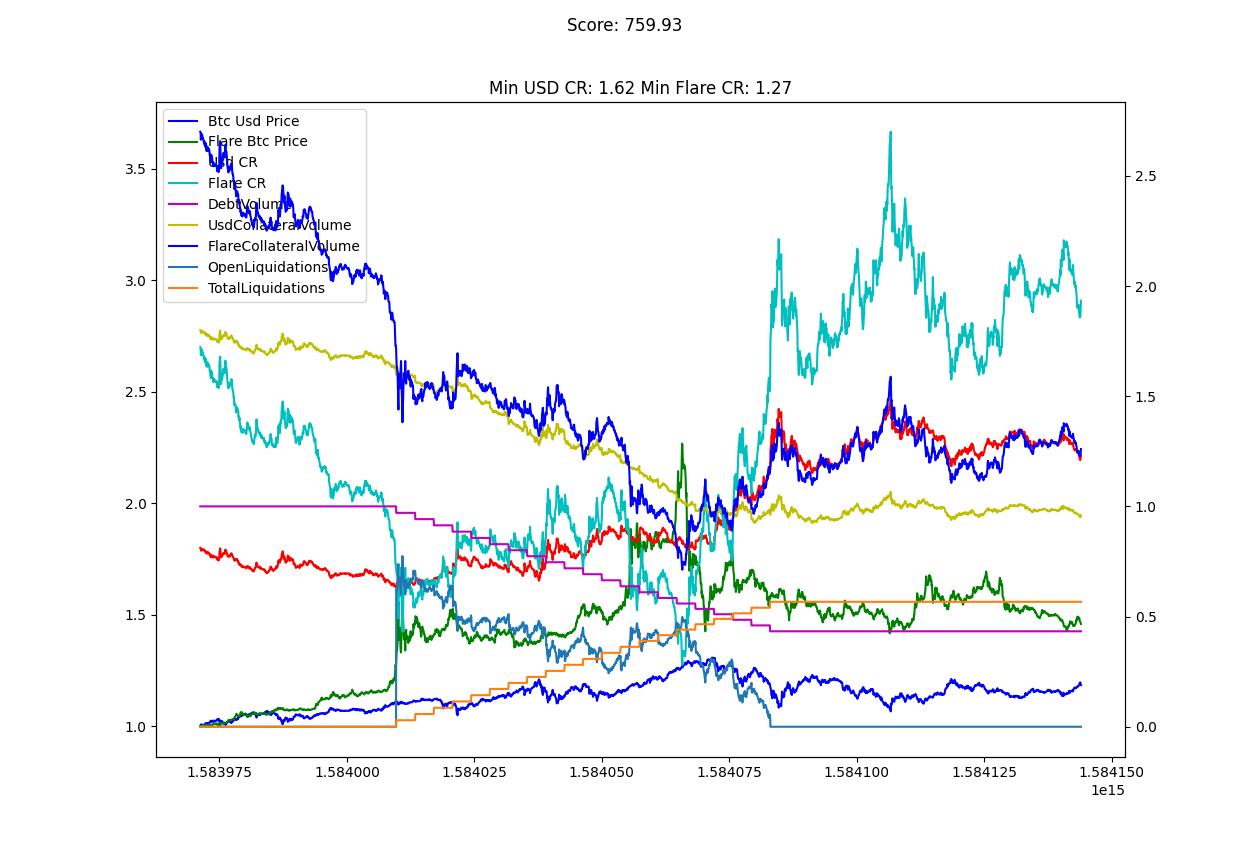 Score: 759.93
Min USD CR: 1.62 Min Flare CR: 1.27
Btc Usd Price
Flare Btc Price
Usd CR
Flare CR
DebtVolume
UsdCollateralVolume
FlareCollateralVolume
OpenLiquidations
TotalLiquidations
3.5
3.0
2.5
2.0
1.5
1.0
2.5
2.0
1.5
1.0
0.5
0.0
1.583975 1.584000 1.584025 1.584050 1.584075 1.584100 1.584125 1.584150
1e15